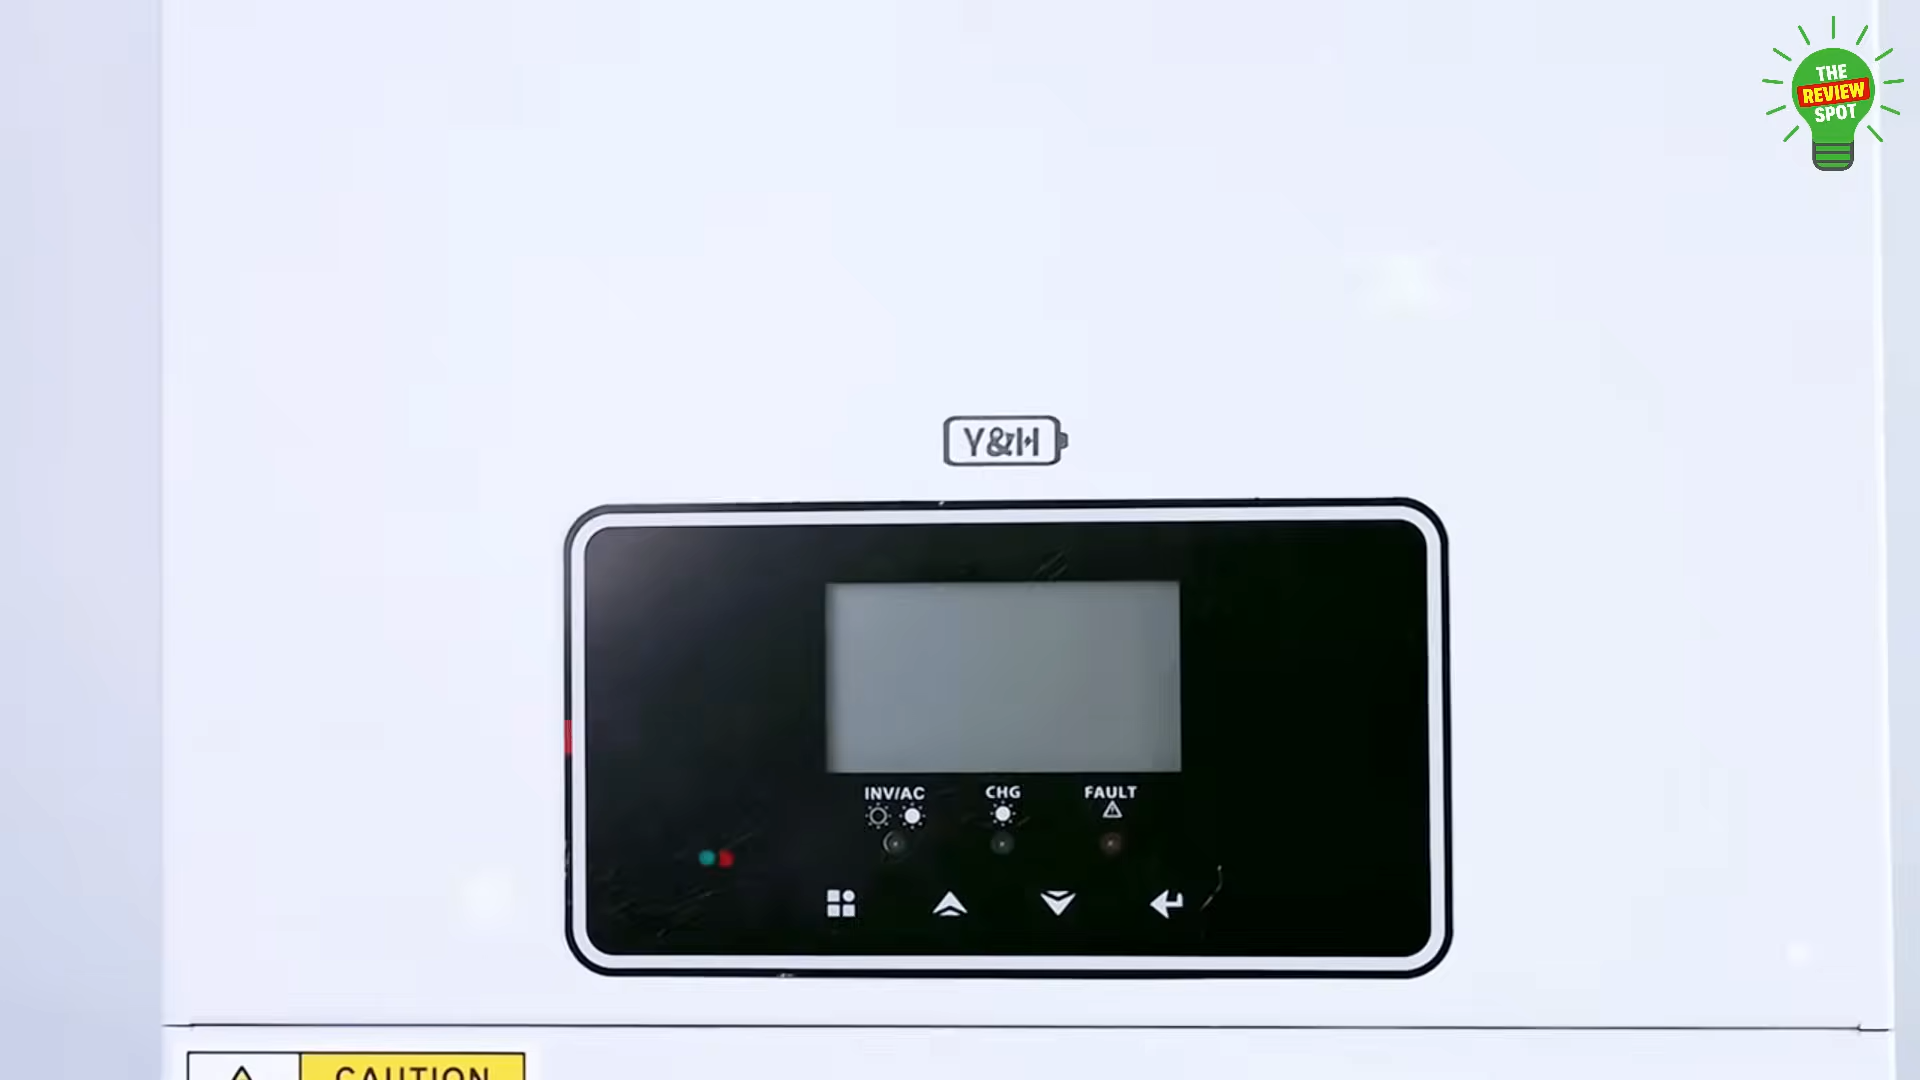 THE
REVIEW
SPOT
Y&H
INV/AC
CHG
FAULT
CAUTION